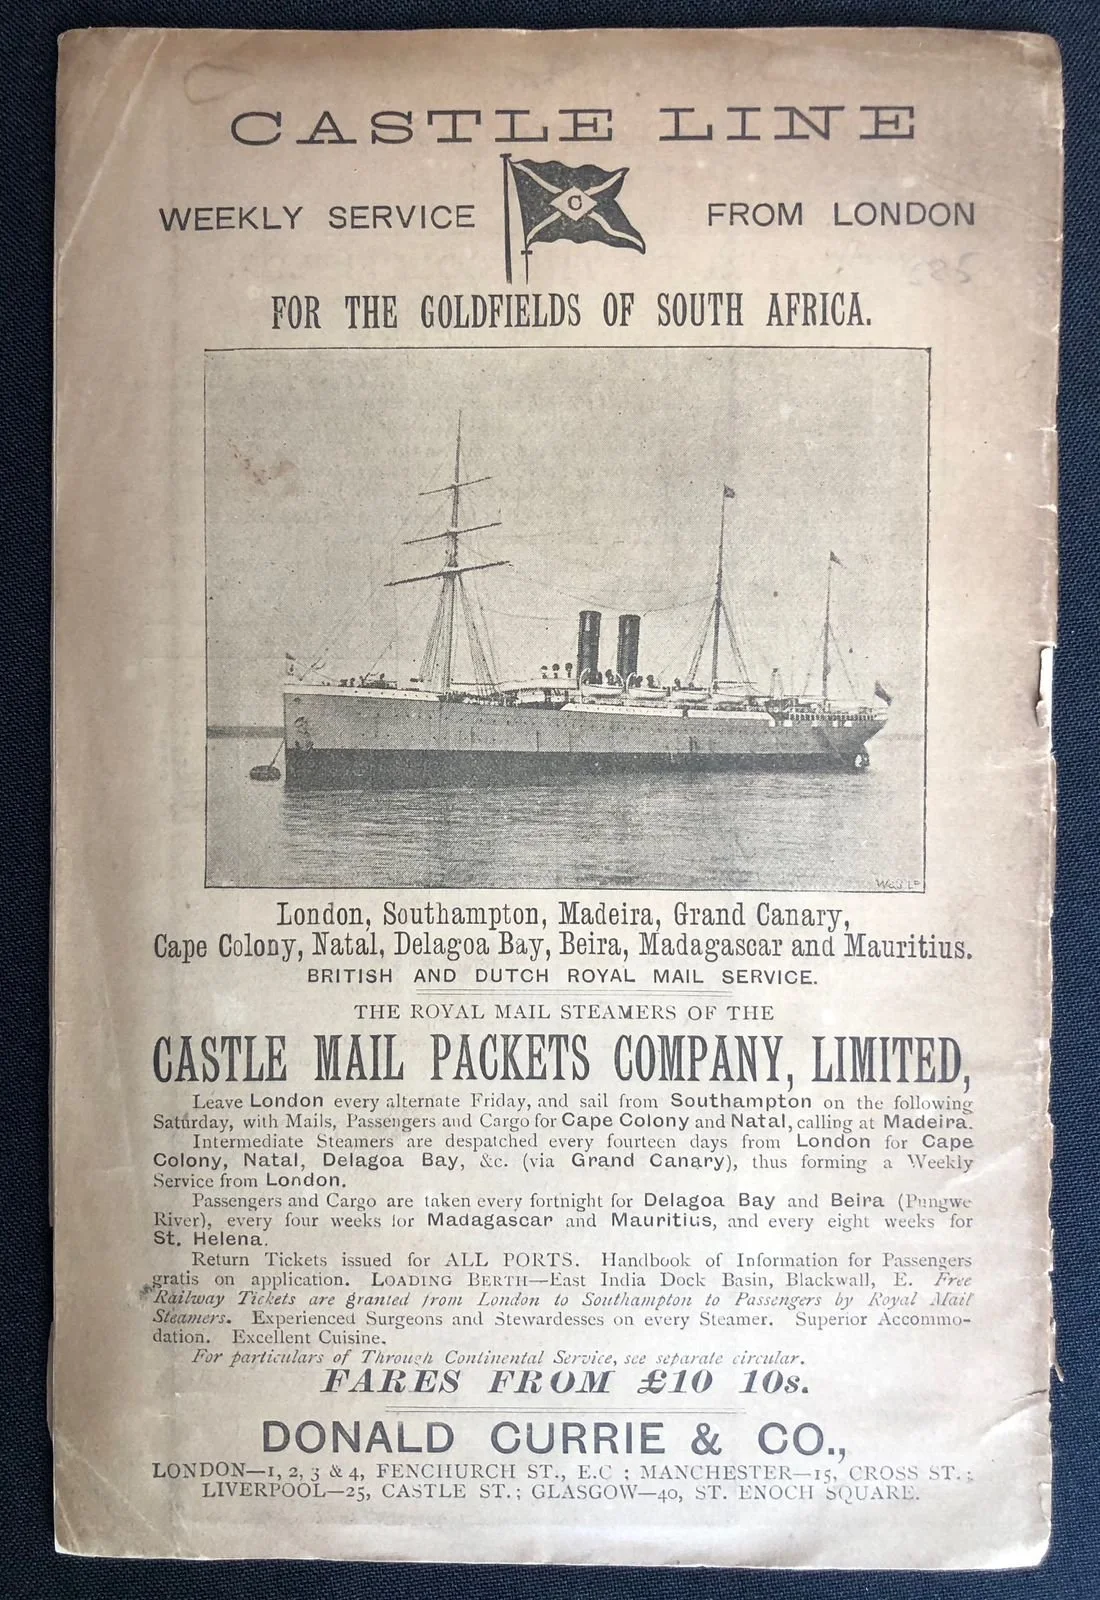 CASTLE LINE
C
WEEKLY SERVICE FROM LONDON
FOR THE GOLDFIELDS OF SOUTH AFRICA.
London, Southampton, Madeira, Grand Canary,
Cape Colony, Natal, Delagoa Bay, Beira, Madagascar and Mauritius.
BRITISH AND DUTCH ROYAL MAIL SERVICE.
THE ROYAL MAIL STEAMERS OF THE
CASTLE MAIL PACKETS COMPANY, LIMITED,
Leave London every alternate Friday, and sail from Southampton on the following
Saturday, with Mails, Passengers and Cargo for Cape Colony and Natal, calling at Madeira.
Intermediate Steamers are despatched every fourteen days from London for Cape
Colony, Natal, Delagoa Bay, &c. (via Grand Canary), thus forming a Weekly
Service from London.
Passengers and Cargo are taken every fortnight for Delagoa Bay and Beira (Pungwe
River), every four weeks for Madagascar and Mauritius, and every eight weeks for
St. Helena.
Return Tickets issued for ALL PORTS. Handbook of Information for Passengers
gratis on application. LOADING BERTH—East India Dock Basin, Blackwall, E. Free
Railway Tickets are granted from London to Southampton to Passengers by Royal Mail
Steamers. Experienced Surgeons and Stewardesses on every Steamer. Superior Accommo-
dation. Excellent Cuisine.
For particulars of Through Continental Service, see separate circular.
FARES FROM £10 10s.
DONALD CURRIE & CO.,
LONDON—1, 2, 3 & 4, FENCHURCH ST., E.C ; MANCHESTER—15, CROSS ST.;
LIVERPOOL—25, CASTLE ST.; GLASGOW—40, ST. ENOCH SQUARE.